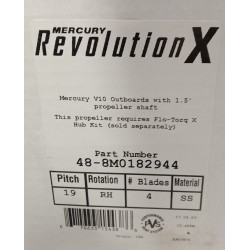 MERCURY
Revolution X
Mercury V10 Outboards with 1.5"
propeller shaft
This propeller requires Flo-Torq X
Hub Kit (sold separately)
Part Number
48-8M0182944
Pitch Rotation # Blades Material
19 RH 4 SS